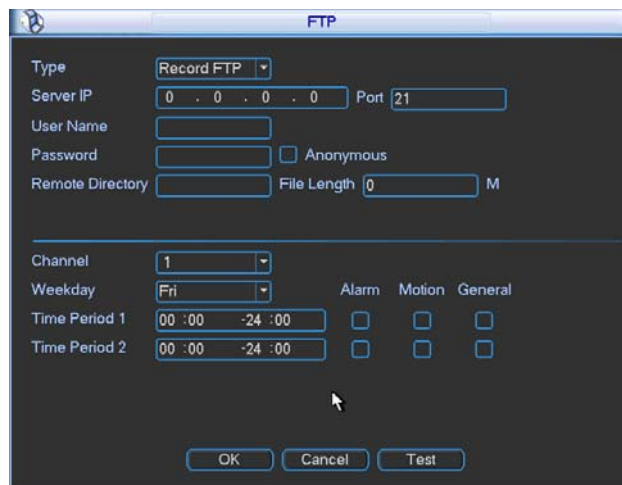 FTP
Type Record FTP
Server IP 0 . 0 . 0 . 0 Port 21
User Name
Password Anonymous
Remote Directory File Length 0 M
Channel 1
Weekday Fri Alarm Motion General
Time Period 1 00 :00 -24 :00
Time Period 2 00 :00 -24 :00
OK Cancel Test